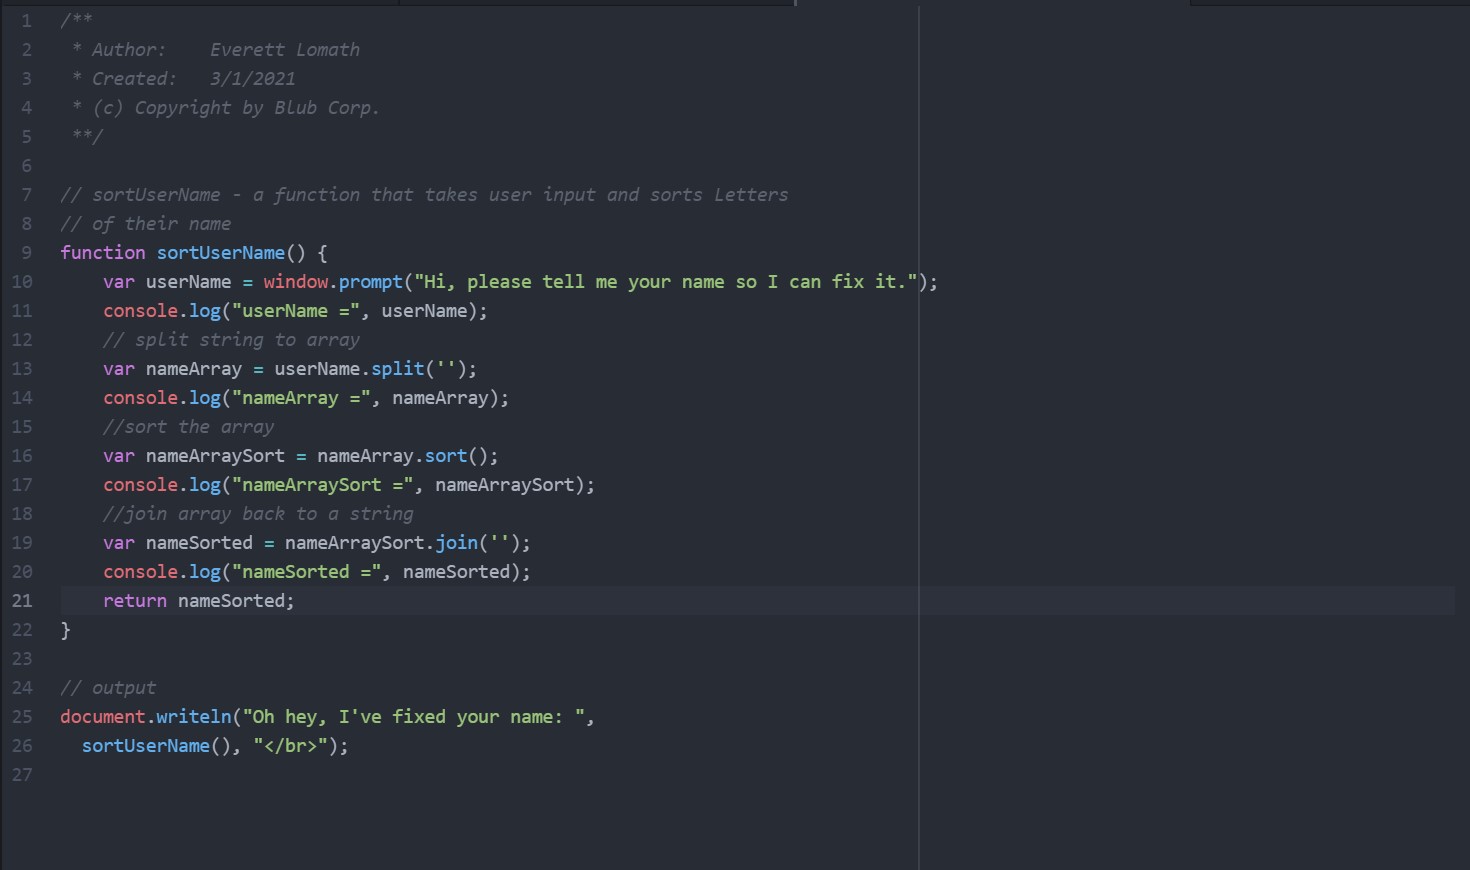 1 /**
2  * Author:    Everett Lomath
3  * Created:   3/1/2021
4  * (c) Copyright by Blub Corp.
5  **/
6
7 // sortUserName - a function that takes user input and sorts Letters
8 // of their name
9 function sortUserName() {
10     var userName = window.prompt("Hi, please tell me your name so I can fix it.");
11     console.log("userName =", userName);
12     // split string to array
13     var nameArray = userName.split('');
14     console.log("nameArray =", nameArray);
15     //sort the array
16     var nameArraySort = nameArray.sort();
17     console.log("nameArraySort =", nameArraySort);
18     //join array back to a string
19     var nameSorted = nameArraySort.join('');
20     console.log("nameSorted =", nameSorted);
21     return nameSorted;
22 }
23
24 // output
25 document.writeln("Oh hey, I've fixed your name: ",
26   sortUserName(), "</br>");
27